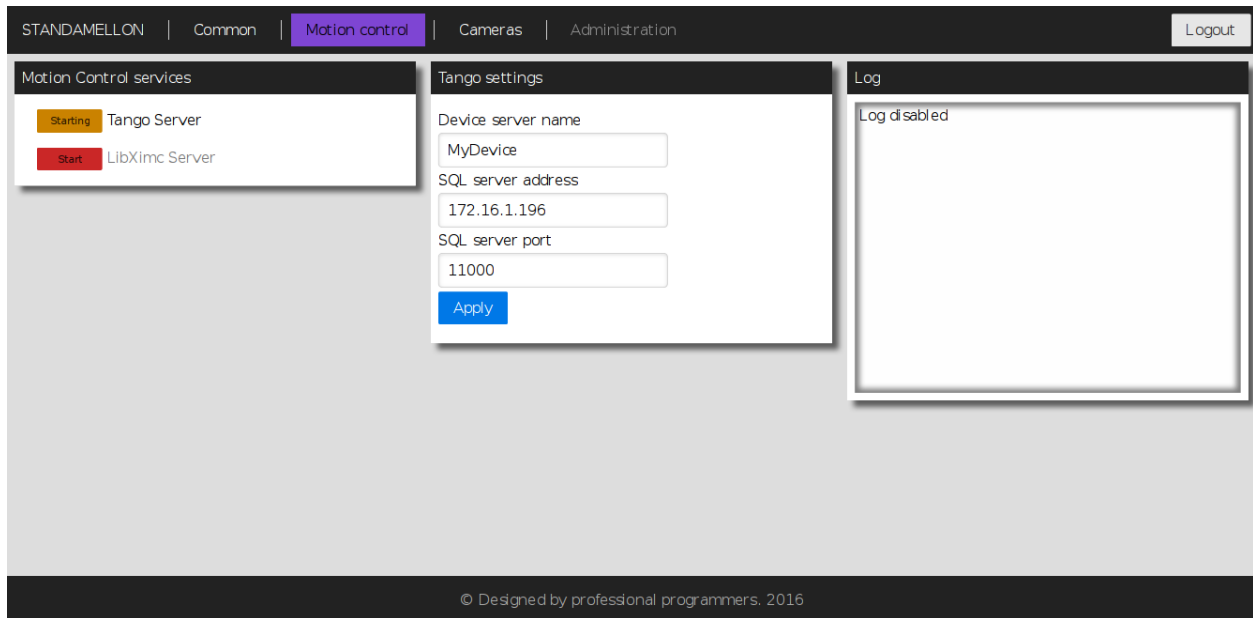 STANDAMELLON | Common | Motion control | Cameras | Administration Logout
Motion Control services
Starting Tango Server
Start LibXimc Server
Tango settings
Device server name
MyDevice
SQL server address
172.16.1.196
SQL server port
11000
Apply
Log
Log disabled
© Designed by professional programmers. 2016